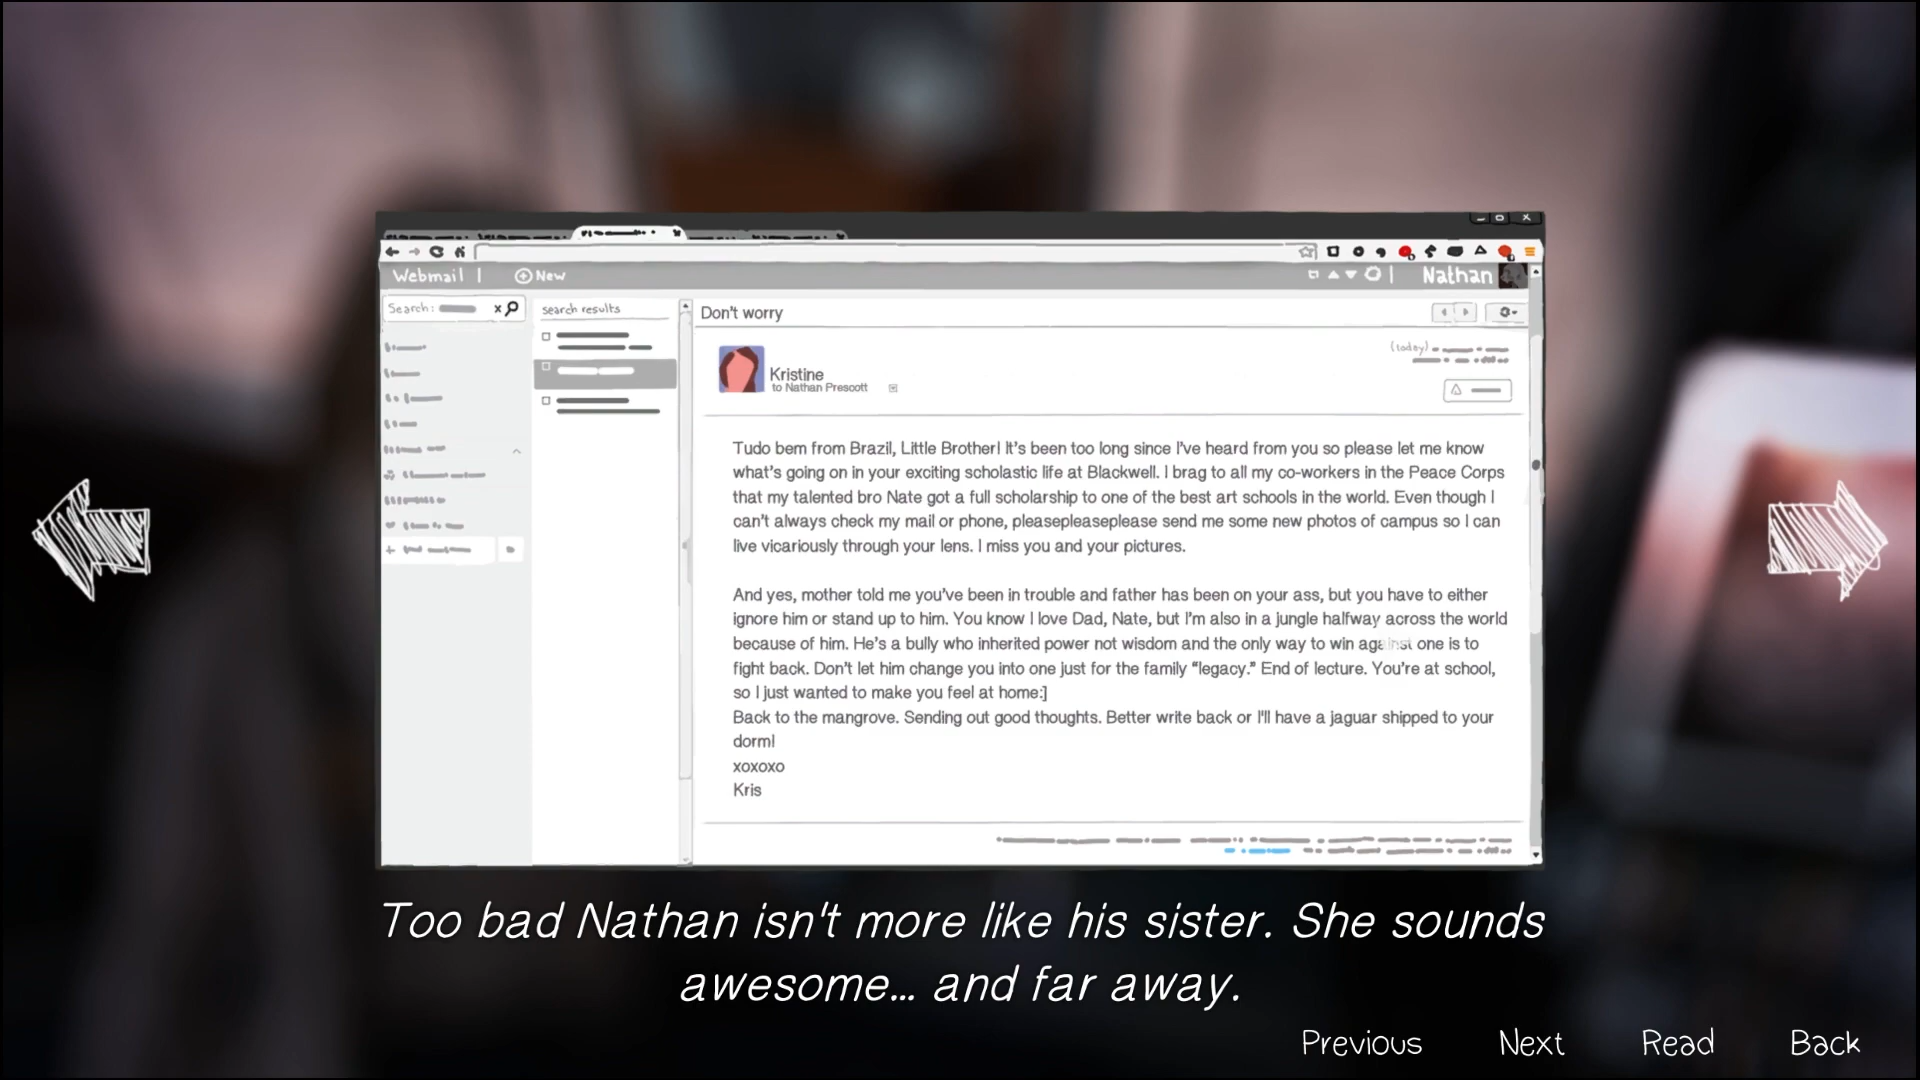 Webmail |
New
Nathan
Search:
search results
Don't worry
(today)
Kristine
to Nathan Prescott
Tudo bem from Brazil, Little Brother! It's been too long since I've heard from you so please let me know
what's going on in your exciting scholastic life at Blackwell. I brag to all my co-workers in the Peace Corps
that my talented bro Nate got a full scholarship to one of the best art schools in the world. Even though I
can't always check my mail or phone, pleasepleaseplease send me some new photos of campus so I can
live vicariously through your lens. I miss you and your pictures.
And yes, mother told me you've been in trouble and father has been on your ass, but you have to either
ignore him or stand up to him. You know I love Dad, Nate, but I'm also in a jungle halfway across the world
because of him. He's a bully who inherited power not wisdom and the only way to win against one is to
fight back. Don't let him change you into one just for the family “legacy.” End of lecture. You're at school,
so I just wanted to make you feel at home:]
Back to the mangrove. Sending out good thoughts. Better write back or I'll have a jaguar shipped to your
dorm!
xoxoxo
Kris
Too bad Nathan isn't more like his sister. She sounds
awesome... and far away.
Previous
Next
Read
Back